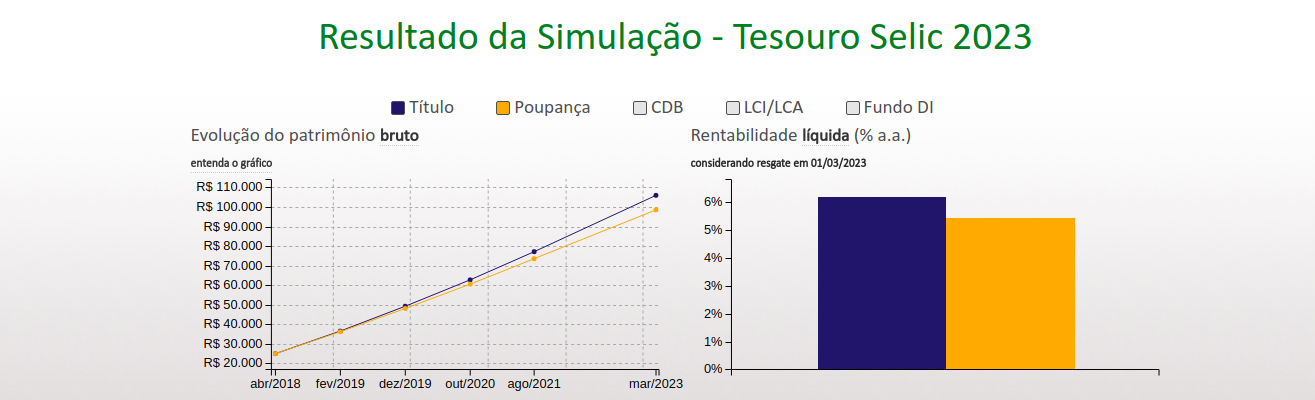 Resultado da Simulação - Tesouro Selic 2023
Título Poupança CDB LCI/LCA Fundo DI
Evolução do patrimônio bruto
entenda o gráfico
R$ 110.000
R$ 100.000
R$ 90.000
R$ 80.000
R$ 70.000
R$ 60.000
R$ 50.000
R$ 40.000
R$ 30.000
R$ 20.000
abr/2018 fev/2019 dez/2019 out/2020 ago/2021 mar/2023
Rentabilidade líquida (% a.a.)
considerando resgate em 01/03/2023
6%
5%
4%
3%
2%
1%
0%